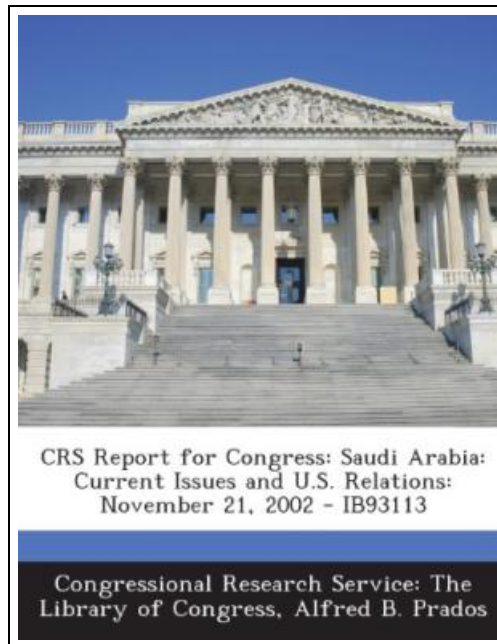 CRS Report for Congress: Saudi Arabia:
Current Issues and U.S. Relations:
November 21, 2002 - IB93113
Congressional Research Service: The
Library of Congress, Alfred B. Prados